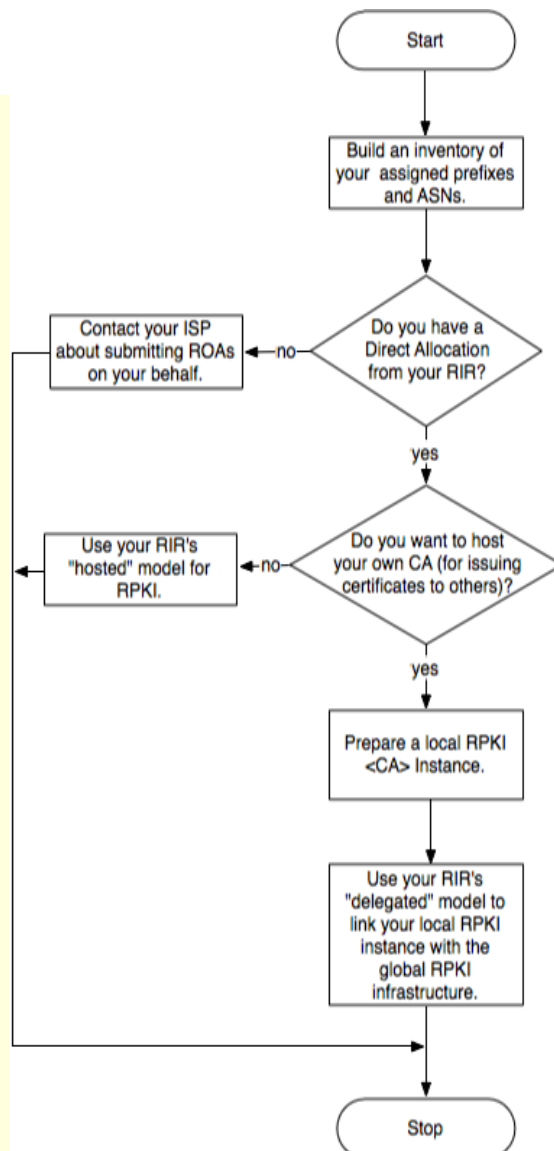 Start
Build an inventory of
your assigned prefixes
and ASNs.
Do you have a
Direct Allocation
from your RIR?
no
Contact your ISP
about submitting ROAs
on your behalf.
yes
Do you want to host
your own CA (for issuing
certificates to others)?
no
Use your RIR's
"hosted" model for
RPKI.
yes
Prepare a local RPKI
<CA> Instance.
Use your RIR's
"delegated" model to
link your local RPKI
instance with the
global RPKI
infrastructure.
Stop